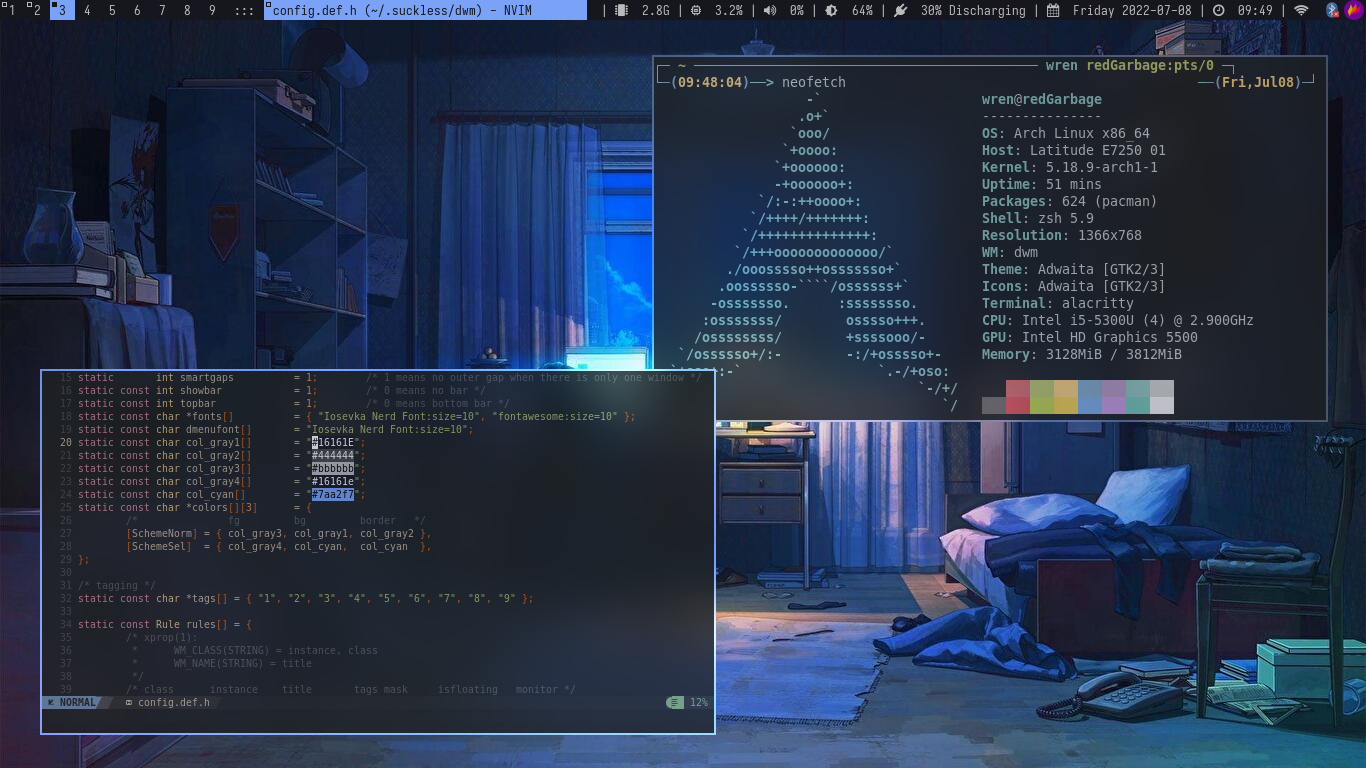 1 2 3 4 5 6 7 8 9 ::: config.def.h (~/.suckless/dwm) - NVIM | 2.8G | 3.2% | 0% | 64% | 30% Discharging | Friday 2022-07-08 | 09:49 |
~ wren redGarbage:pts/0
(09:48:04)──> neofetch ──(Fri,Jul08)
-` wren@redGarbage
.o+` ---------------
`ooo/ OS: Arch Linux x86_64
`+oooo: Host: Latitude E7250 01
`+oooooo: Kernel: 5.18.9-arch1-1
-+oooooo+: Uptime: 51 mins
`/:-:++oooo+: Packages: 624 (pacman)
`/++++/+++++++: Shell: zsh 5.9
`/++++++++++++++: Resolution: 1366x768
`/+++ooooooooooooo/` WM: dwm
./ooosssso++osssssso+` Theme: Adwaita [GTK2/3]
.oossssso-````/ossssss+` Icons: Adwaita [GTK2/3]
-osssssso. :ssssssso. Terminal: alacritty
:osssssss/ osssso+++. CPU: Intel i5-5300U (4) @ 2.900GHz
/ossssssss/ +ssssooo/- GPU: Intel HD Graphics 5500
`/ossssso+/:- -:/+osssso+- Memory: 3128MiB / 3812MiB
`.-/+oso:
`-/+/
`/
15 static int smartgaps = 1; /* 1 means no outer gap when there is only one window */
16 static const int showbar = 1; /* 0 means no bar */
17 static const int topbar = 1; /* 0 means bottom bar */
18 static const char *fonts[] = { "Iosevka Nerd Font:size=10", "fontawesome:size=10" };
19 static const char dmenufont[] = "Iosevka Nerd Font:size=10";
20 static const char col_gray1[] = "#16161E";
21 static const char col_gray2[] = "#444444";
22 static const char col_gray3[] = "#bbbbbb";
23 static const char col_gray4[] = "#16161e";
24 static const char col_cyan[] = "#7aa2f7";
25 static const char *colors[][3] = {
26 /* fg bg border */
27 [SchemeNorm] = { col_gray3, col_gray1, col_gray2 },
28 [SchemeSel] = { col_gray4, col_cyan, col_cyan },
29 };
30
31 /* tagging */
32 static const char *tags[] = { "1", "2", "3", "4", "5", "6", "7", "8", "9" };
33
34 static const Rule rules[] = {
35 /* xprop(1):
36 * WM_CLASS(STRING) = instance, class
37 * WM_NAME(STRING) = title
38 */
39 /* class instance title tags mask isfloating monitor */
NORMAL config.def.h 12%